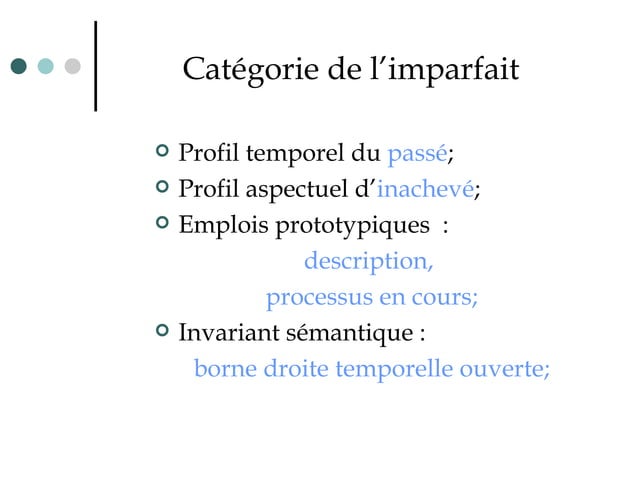 Catégorie de l’imparfait
Profil temporel du passé;
Profil aspectuel d’inachevé;
Emplois prototypiques :
description,
processus en cours;
Invariant sémantique :
borne droite temporelle ouverte;